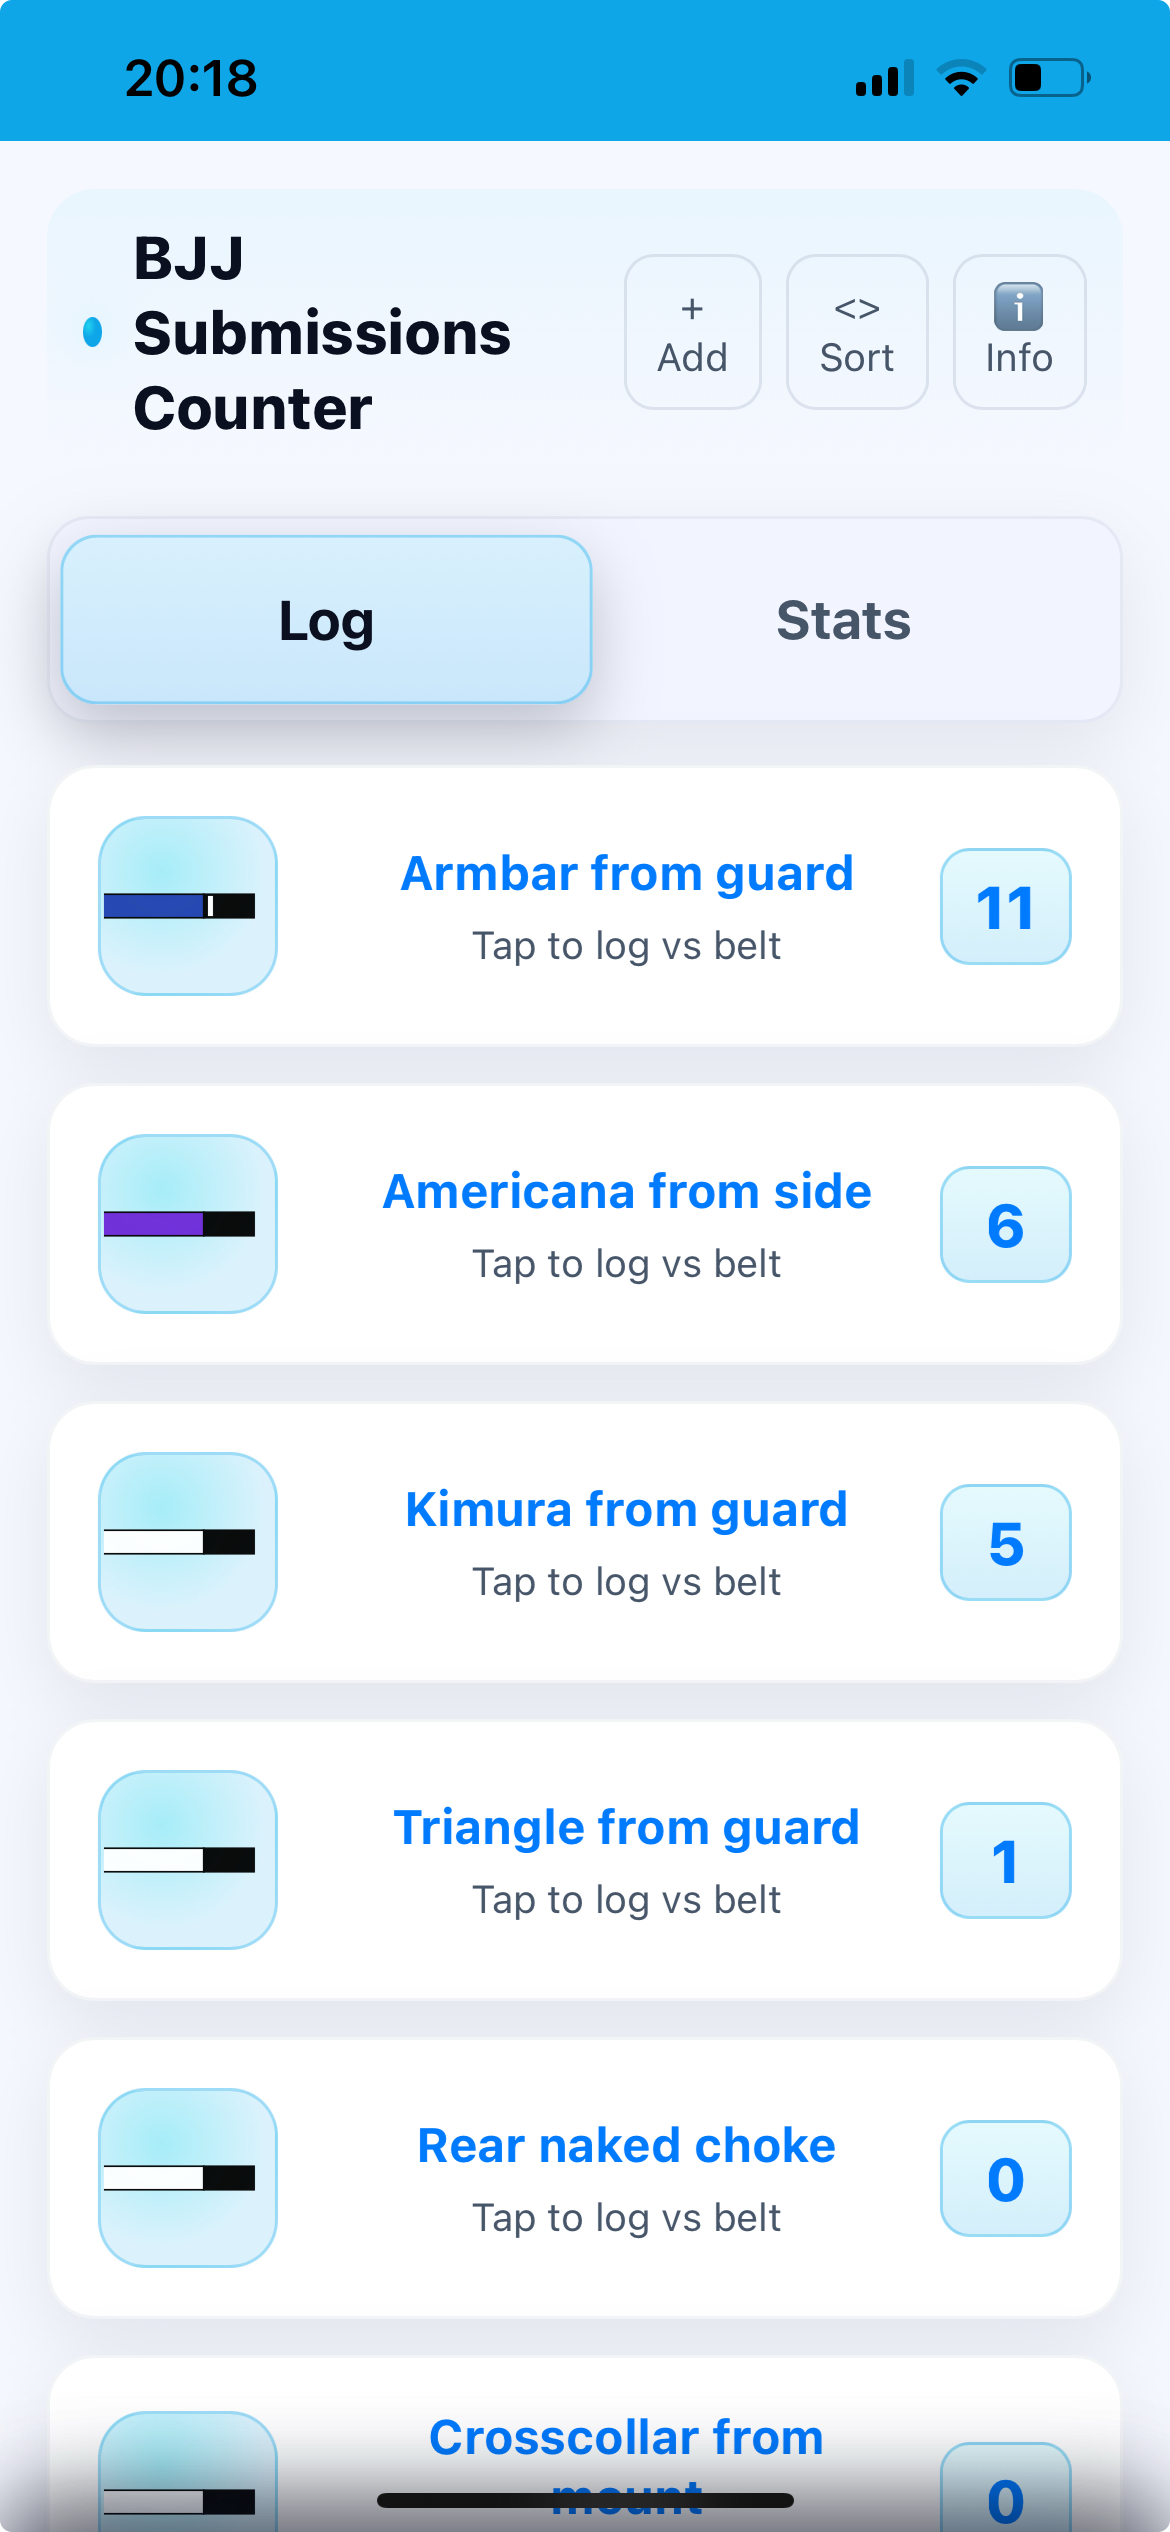 20:18
BJJ
Submissions
Counter
+
Add
<>
Sort
i
Info
Log
Stats
Armbar from guard
Tap to log vs belt
11
Americana from side
Tap to log vs belt
6
Kimura from guard
Tap to log vs belt
5
Triangle from guard
Tap to log vs belt
1
Rear naked choke
Tap to log vs belt
0
Crosscollar from
mount
0